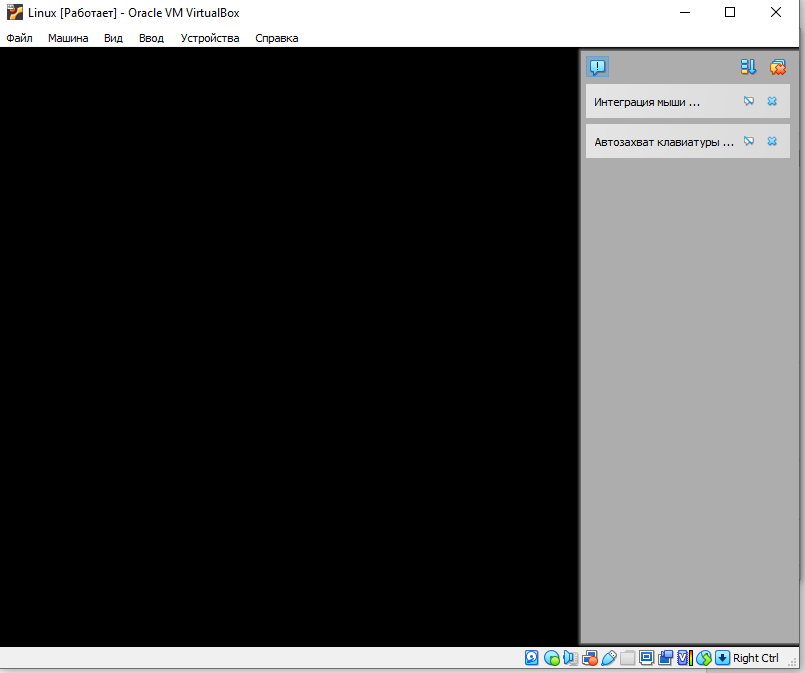 Linux [Работает] - Oracle VM VirtualBox
Файл Машина Вид Ввод Устройства Справка
Интеграция мыши ...
Автозахват клавиатуры ...
Right Ctrl